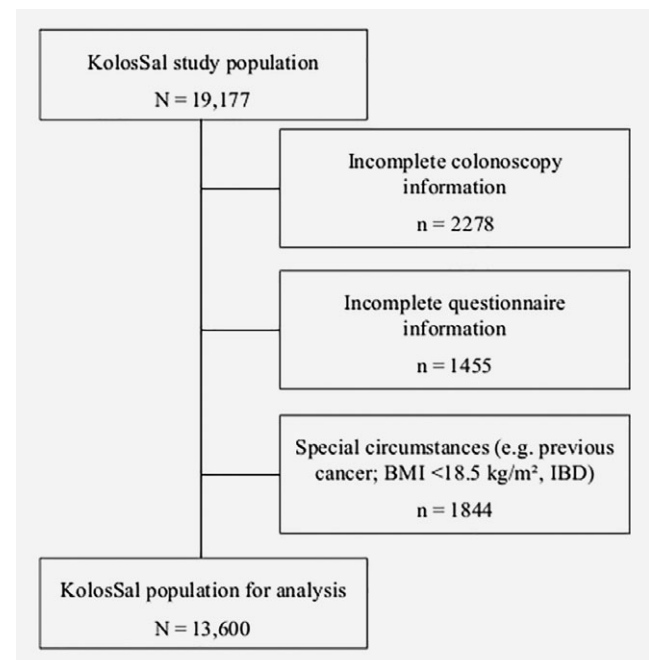 KolosSal study population
N = 19,177
Incomplete colonoscopy
information
n = 2278
Incomplete questionnaire
information
n = 1455
Special circumstances (e.g. previous
cancer; BMI <18.5 kg/m², IBD)
n = 1844
KolosSal population for analysis
N = 13,600